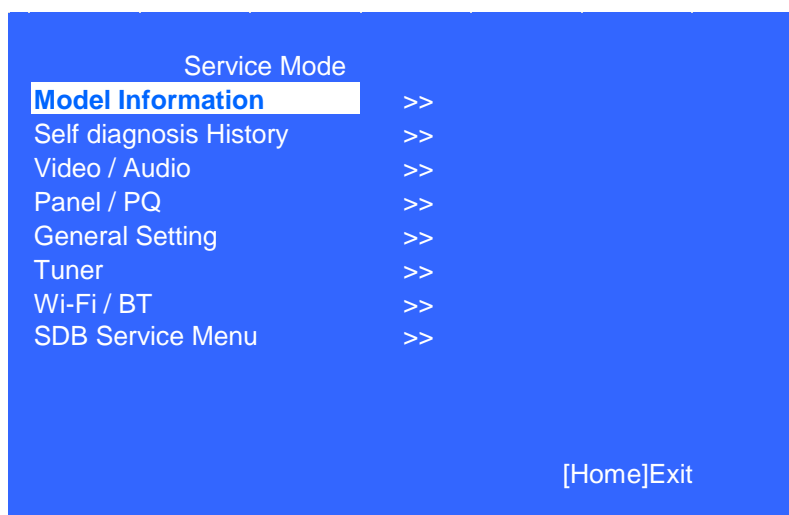 Service Mode
Model Information >>
Self diagnosis History >>
Video / Audio >>
Panel / PQ >>
General Setting >>
Tuner >>
Wi-Fi / BT >>
SDB Service Menu >>
[Home]Exit